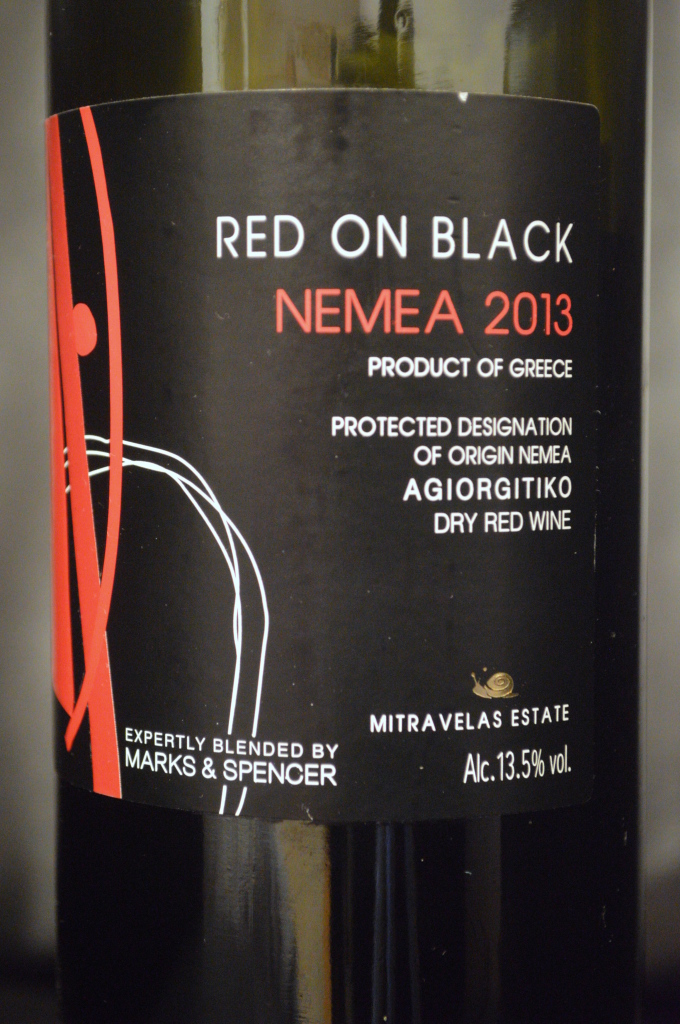 RED ON BLACK
NEMEA 2013
PRODUCT OF GREECE
PROTECTED DESIGNATION
OF ORIGIN NEMEA
AGIORGITIKO
DRY RED WINE
MITRAVELAS ESTATE
EXPERTLY BLENDED BY
MARKS & SPENCER
Alc.13.5% vol.